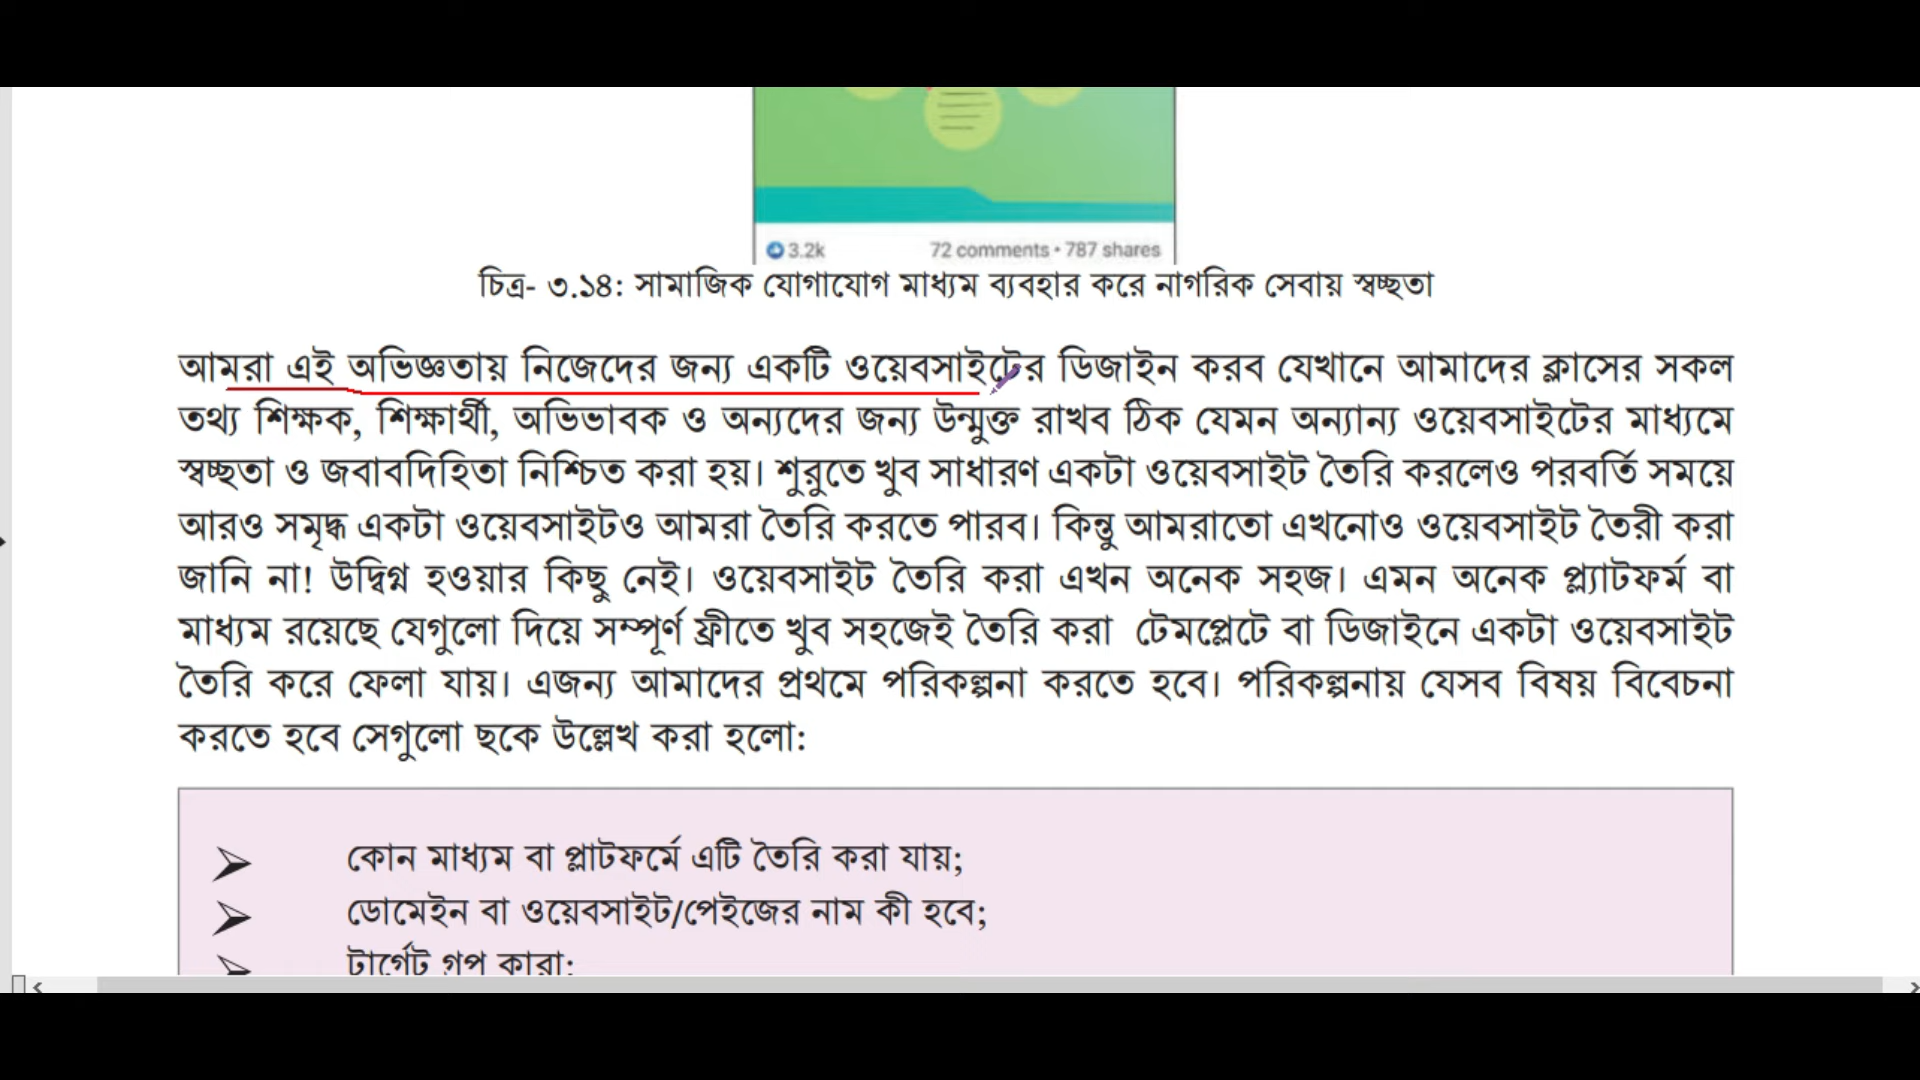 3.2k 72 comments • 787 shares
চিত্র- ৩.১৪: সামাজিক যোগাযোগ মাধ্যম ব্যবহার করে নাগরিক সেবায় স্বচ্ছতা
আমরা এই অভিজ্ঞতায় নিজেদের জন্য একটি ওয়েবসাইটের ডিজাইন করব যেখানে আমাদের ক্লাসের সকল
তথ্য শিক্ষক, শিক্ষার্থী, অভিভাবক ও অন্যদের জন্য উন্মুক্ত রাখব ঠিক যেমন অন্যান্য ওয়েবসাইটের মাধ্যমে
স্বচ্ছতা ও জবাবদিহিতা নিশ্চিত করা হয়। শুরুতে খুব সাধারণ একটা ওয়েবসাইট তৈরি করলেও পরবর্তি সময়ে
আরও সমৃদ্ধ একটা ওয়েবসাইটও আমরা তৈরি করতে পারব। কিন্তু আমরাতো এখনোও ওয়েবসাইট তৈরী করা
জানি না! উদ্বিগ্ন হওয়ার কিছু নেই। ওয়েবসাইট তৈরি করা এখন অনেক সহজ। এমন অনেক প্ল্যাটফর্ম বা
মাধ্যম রয়েছে যেগুলো দিয়ে সম্পূর্ণ ফ্রীতে খুব সহজেই তৈরি করা টেমপ্লেটে বা ডিজাইনে একটা ওয়েবসাইট
তৈরি করে ফেলা যায়। এজন্য আমাদের প্রথমে পরিকল্পনা করতে হবে। পরিকল্পনায় যেসব বিষয় বিবেচনা
করতে হবে সেগুলো ছকে উল্লেখ করা হলো:
➢ কোন মাধ্যম বা প্লাটফর্মে এটি তৈরি করা যায়;
➢ ডোমেইন বা ওয়েবসাইট/পেইজের নাম কী হবে;
➢ টার্গেট গ্রুপ কারা;